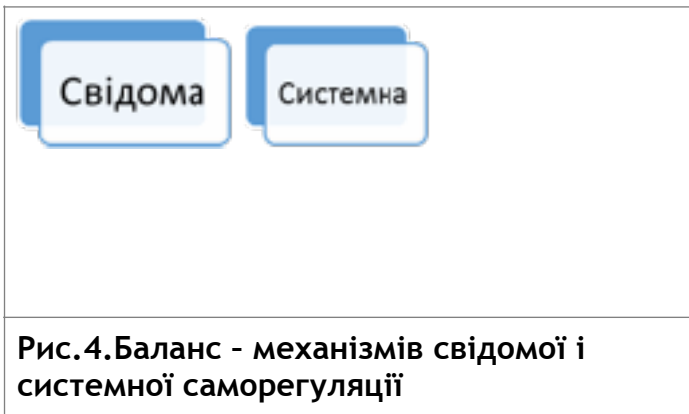 Свідома
Системна
Рис.4.Баланс – механізмів свідомої і
системної саморегуляції